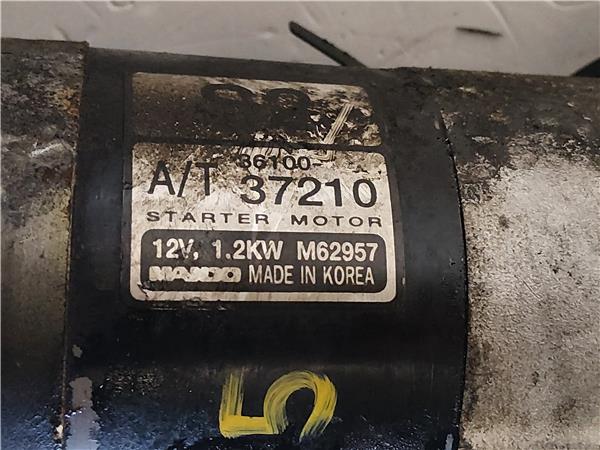 36100-
A/T 37210
STARTER MOTOR
12V, 1.2KW M62957
MANDO MADE IN KOREA
5